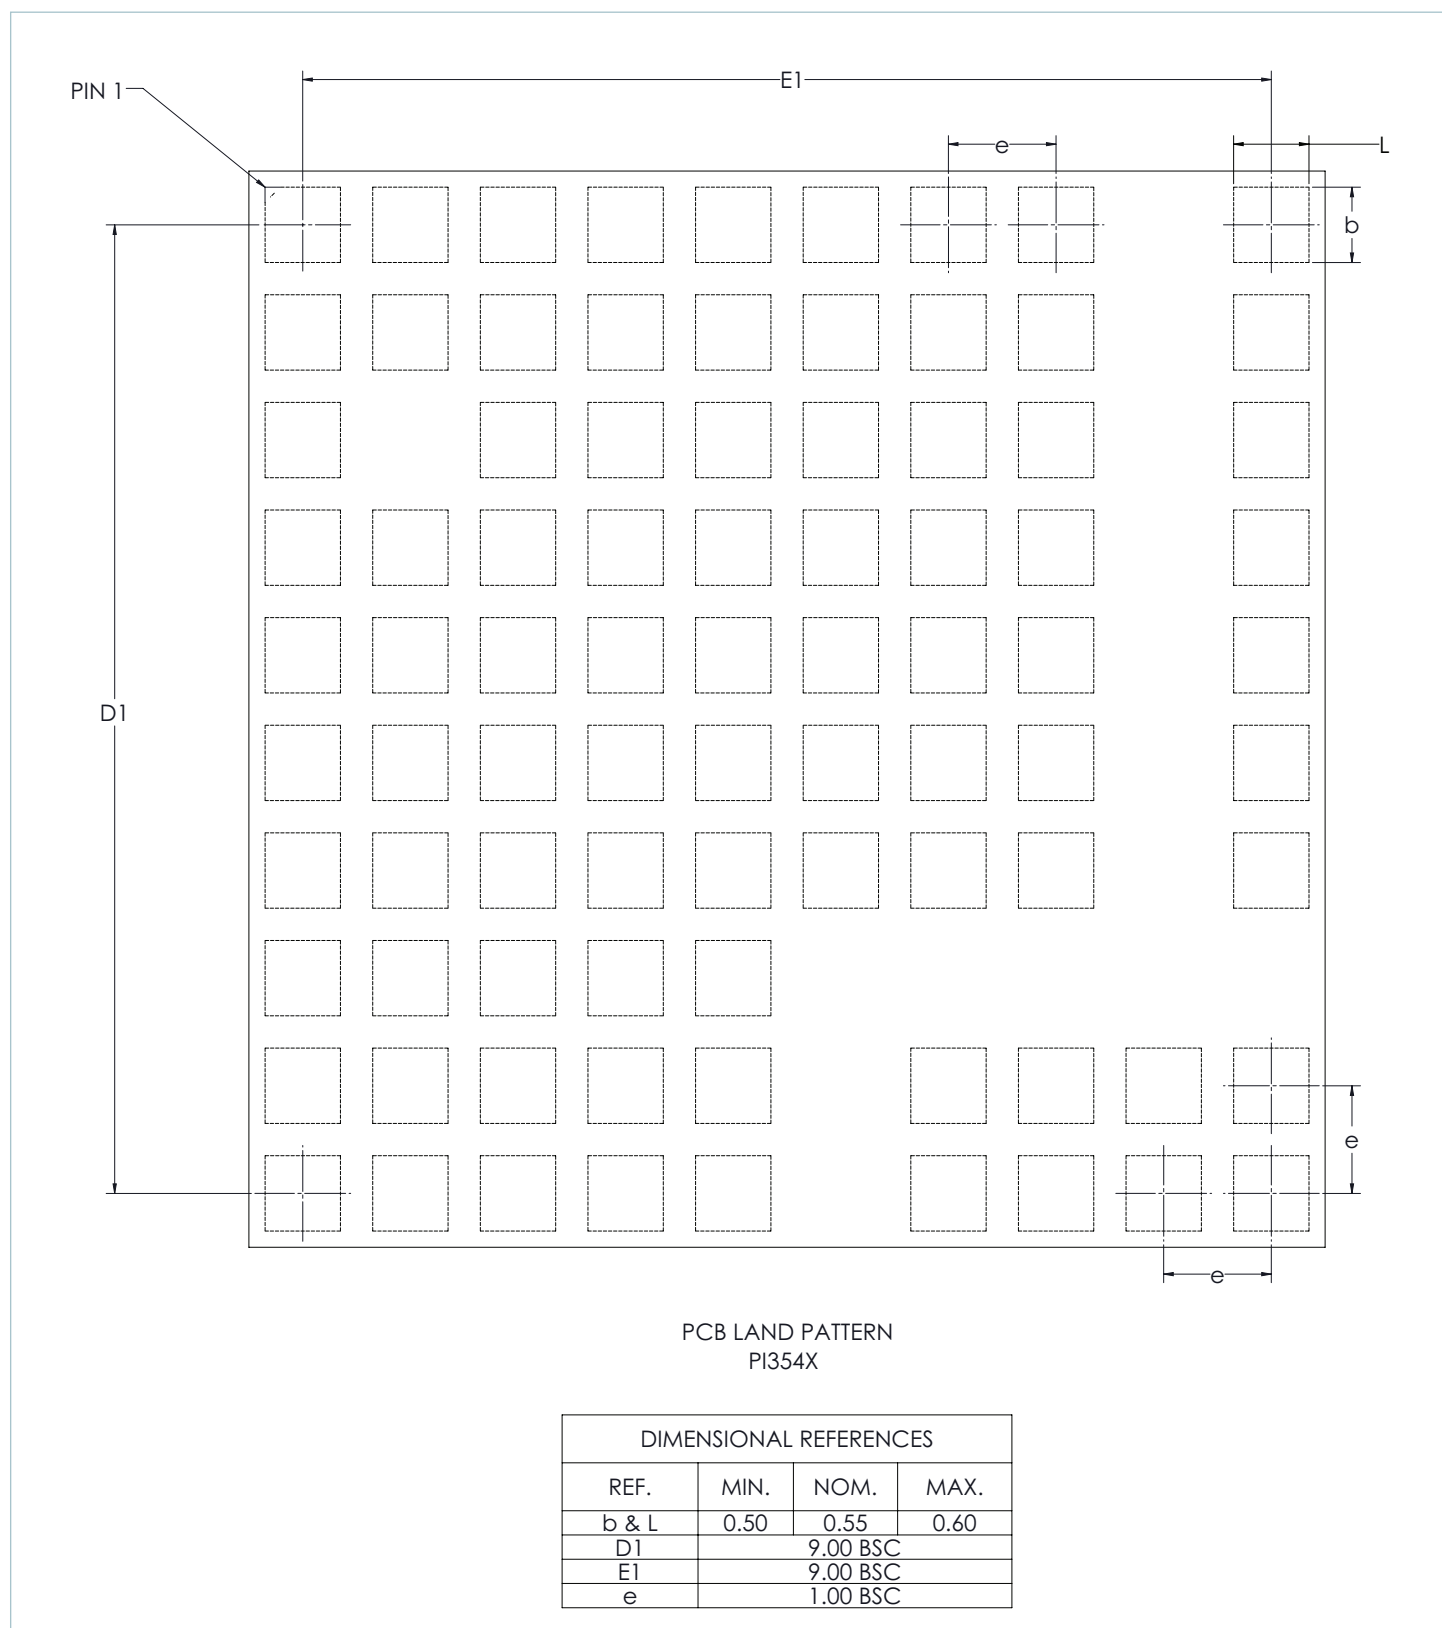 E1
PIN 1
e
L
b
D1
e
e
PCB LAND PATTERN
PI354X
DIMENSIONAL REFERENCES
REF. MIN. NOM. MAX.
b & L 0.50 0.55 0.60
D1 9.00 BSC
E1 9.00 BSC
e 1.00 BSC